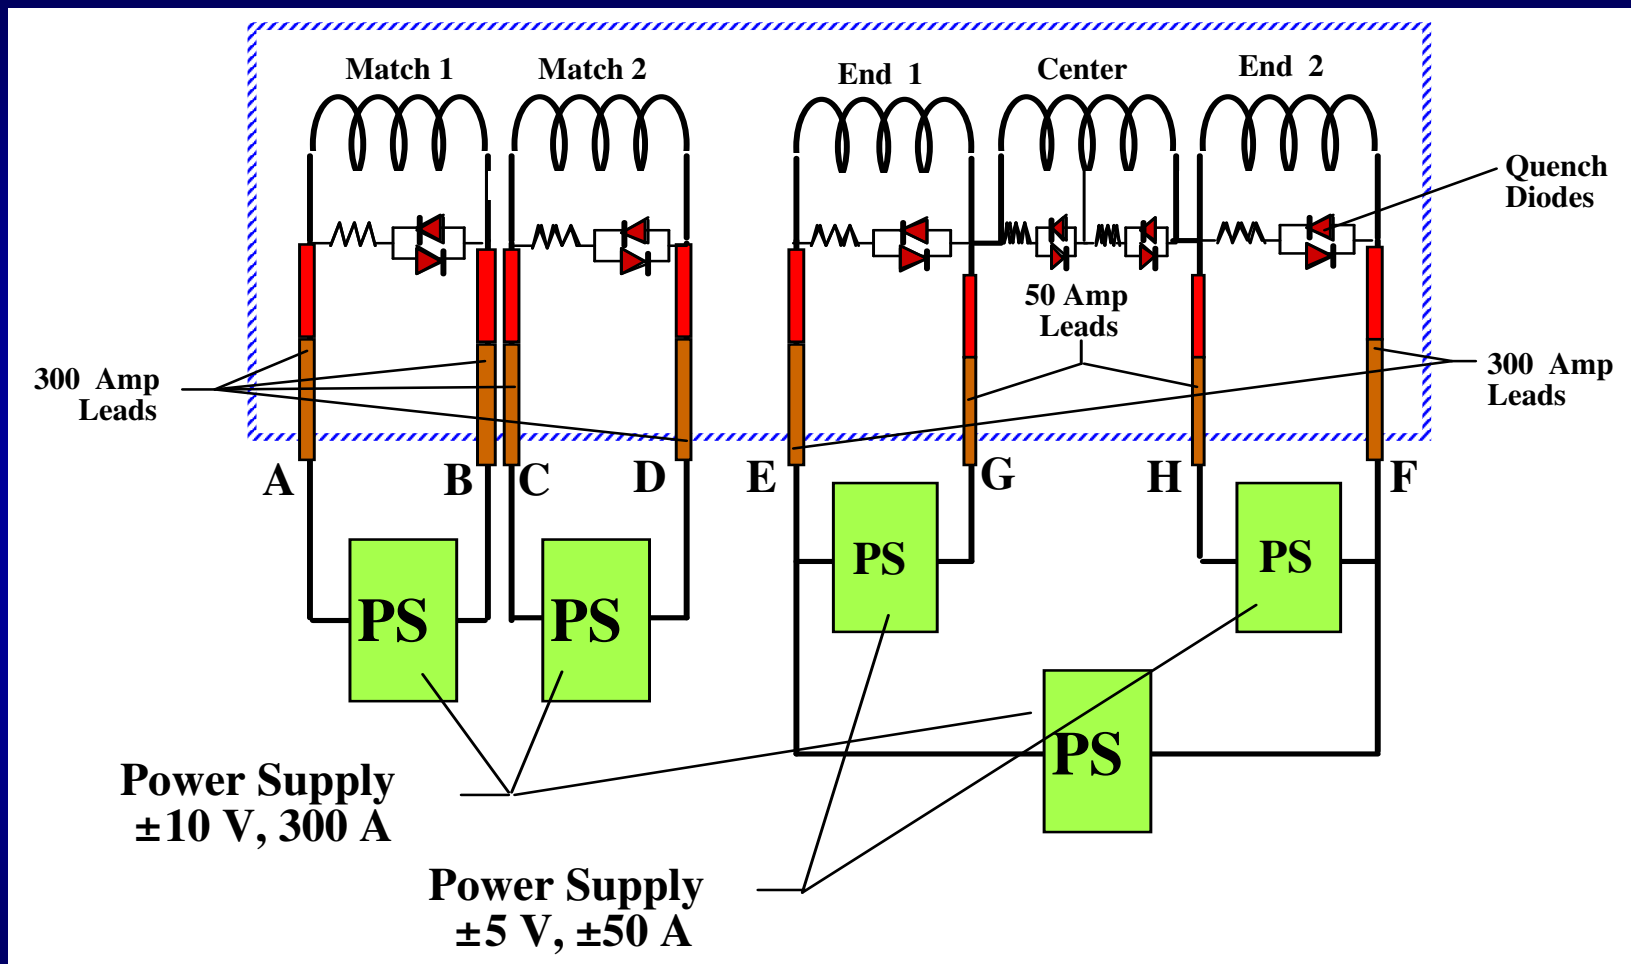 Match 1
Match 2
End 1
Center
End 2
Quench
Diodes
50 Amp
Leads
300 Amp
Leads
300 Amp
Leads
A
B
C
D
E
G
H
F
PS
PS
PS
PS
PS
Power Supply
±10 V, 300 A
Power Supply
±5 V, ±50 A